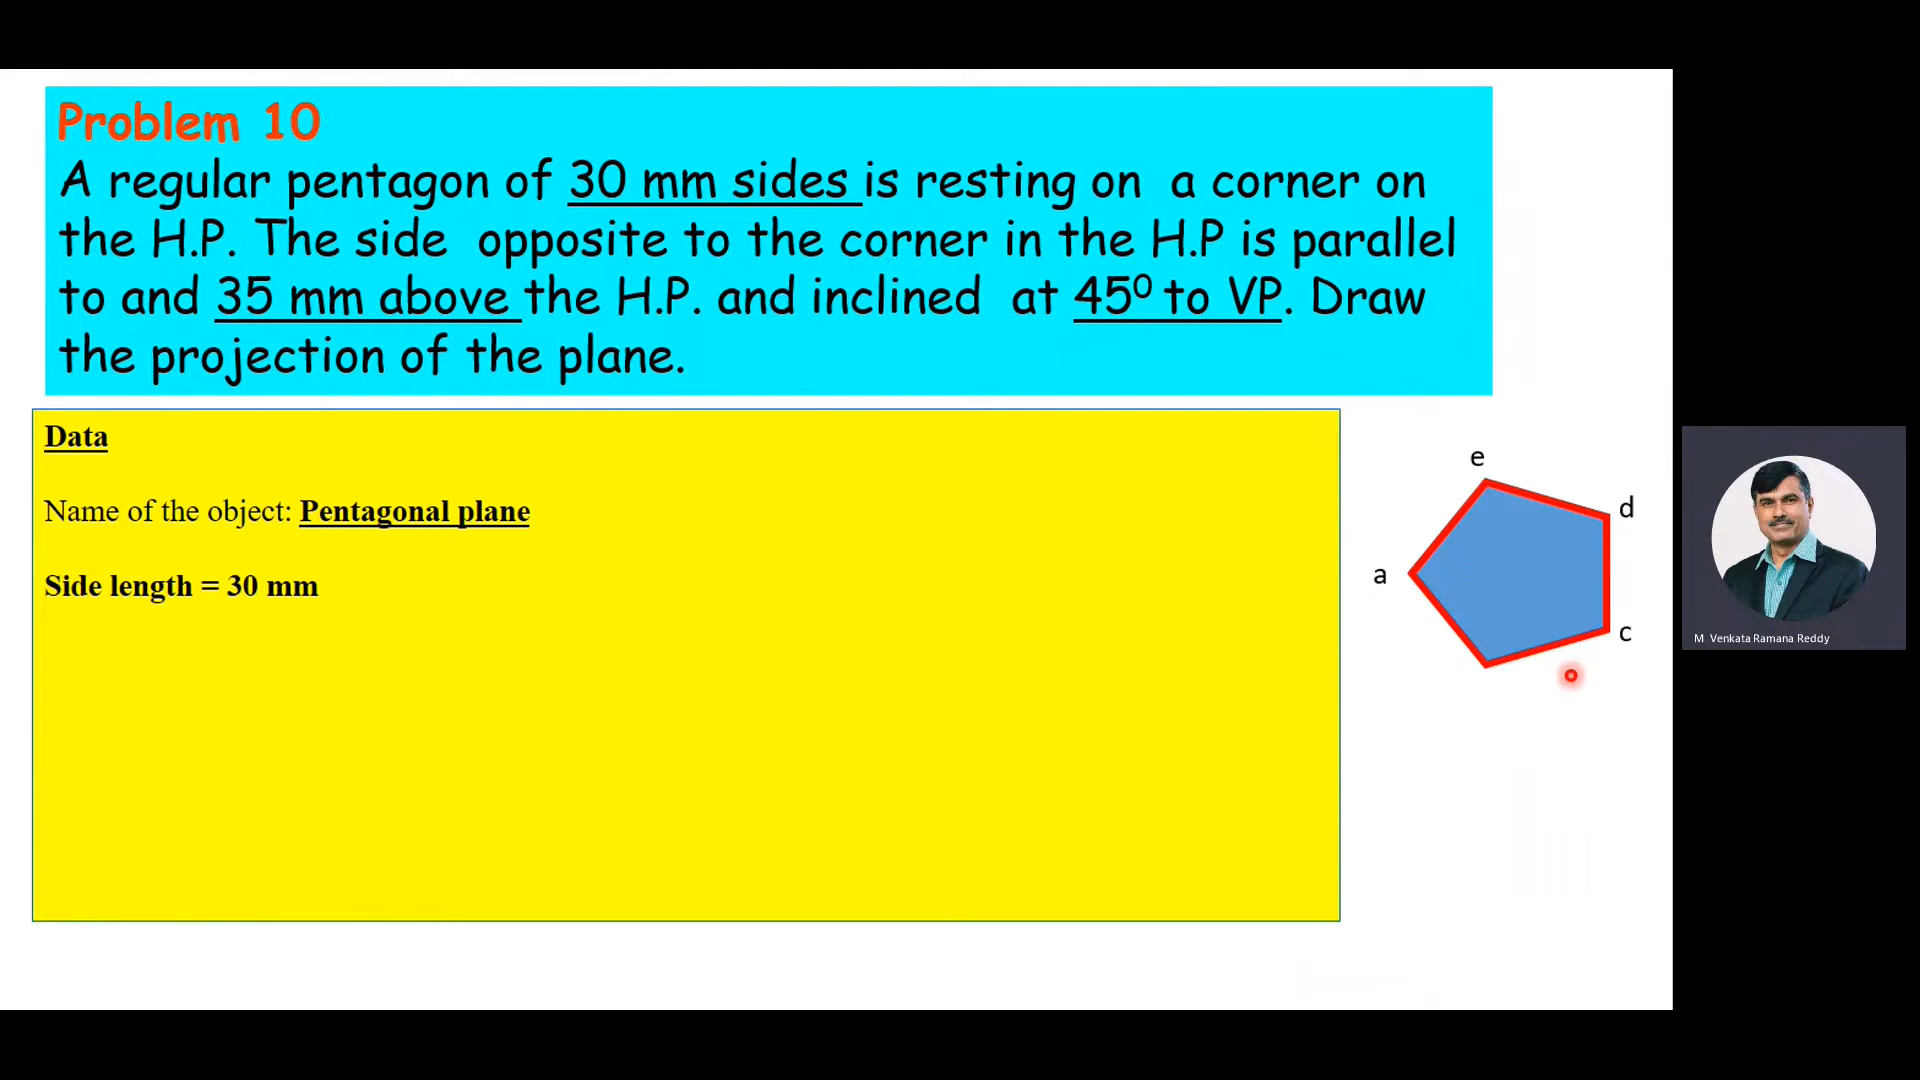 Problem 10
A regular pentagon of 30 mm sides is resting on a corner on
the H.P. The side opposite to the corner in the H.P is parallel
to and 35 mm above the H.P. and inclined at 45⁰ to VP. Draw
the projection of the plane.
Data
Name of the object: Pentagonal plane
Side length = 30 mm
e
d
a
c
M Venkata Ramana Reddy